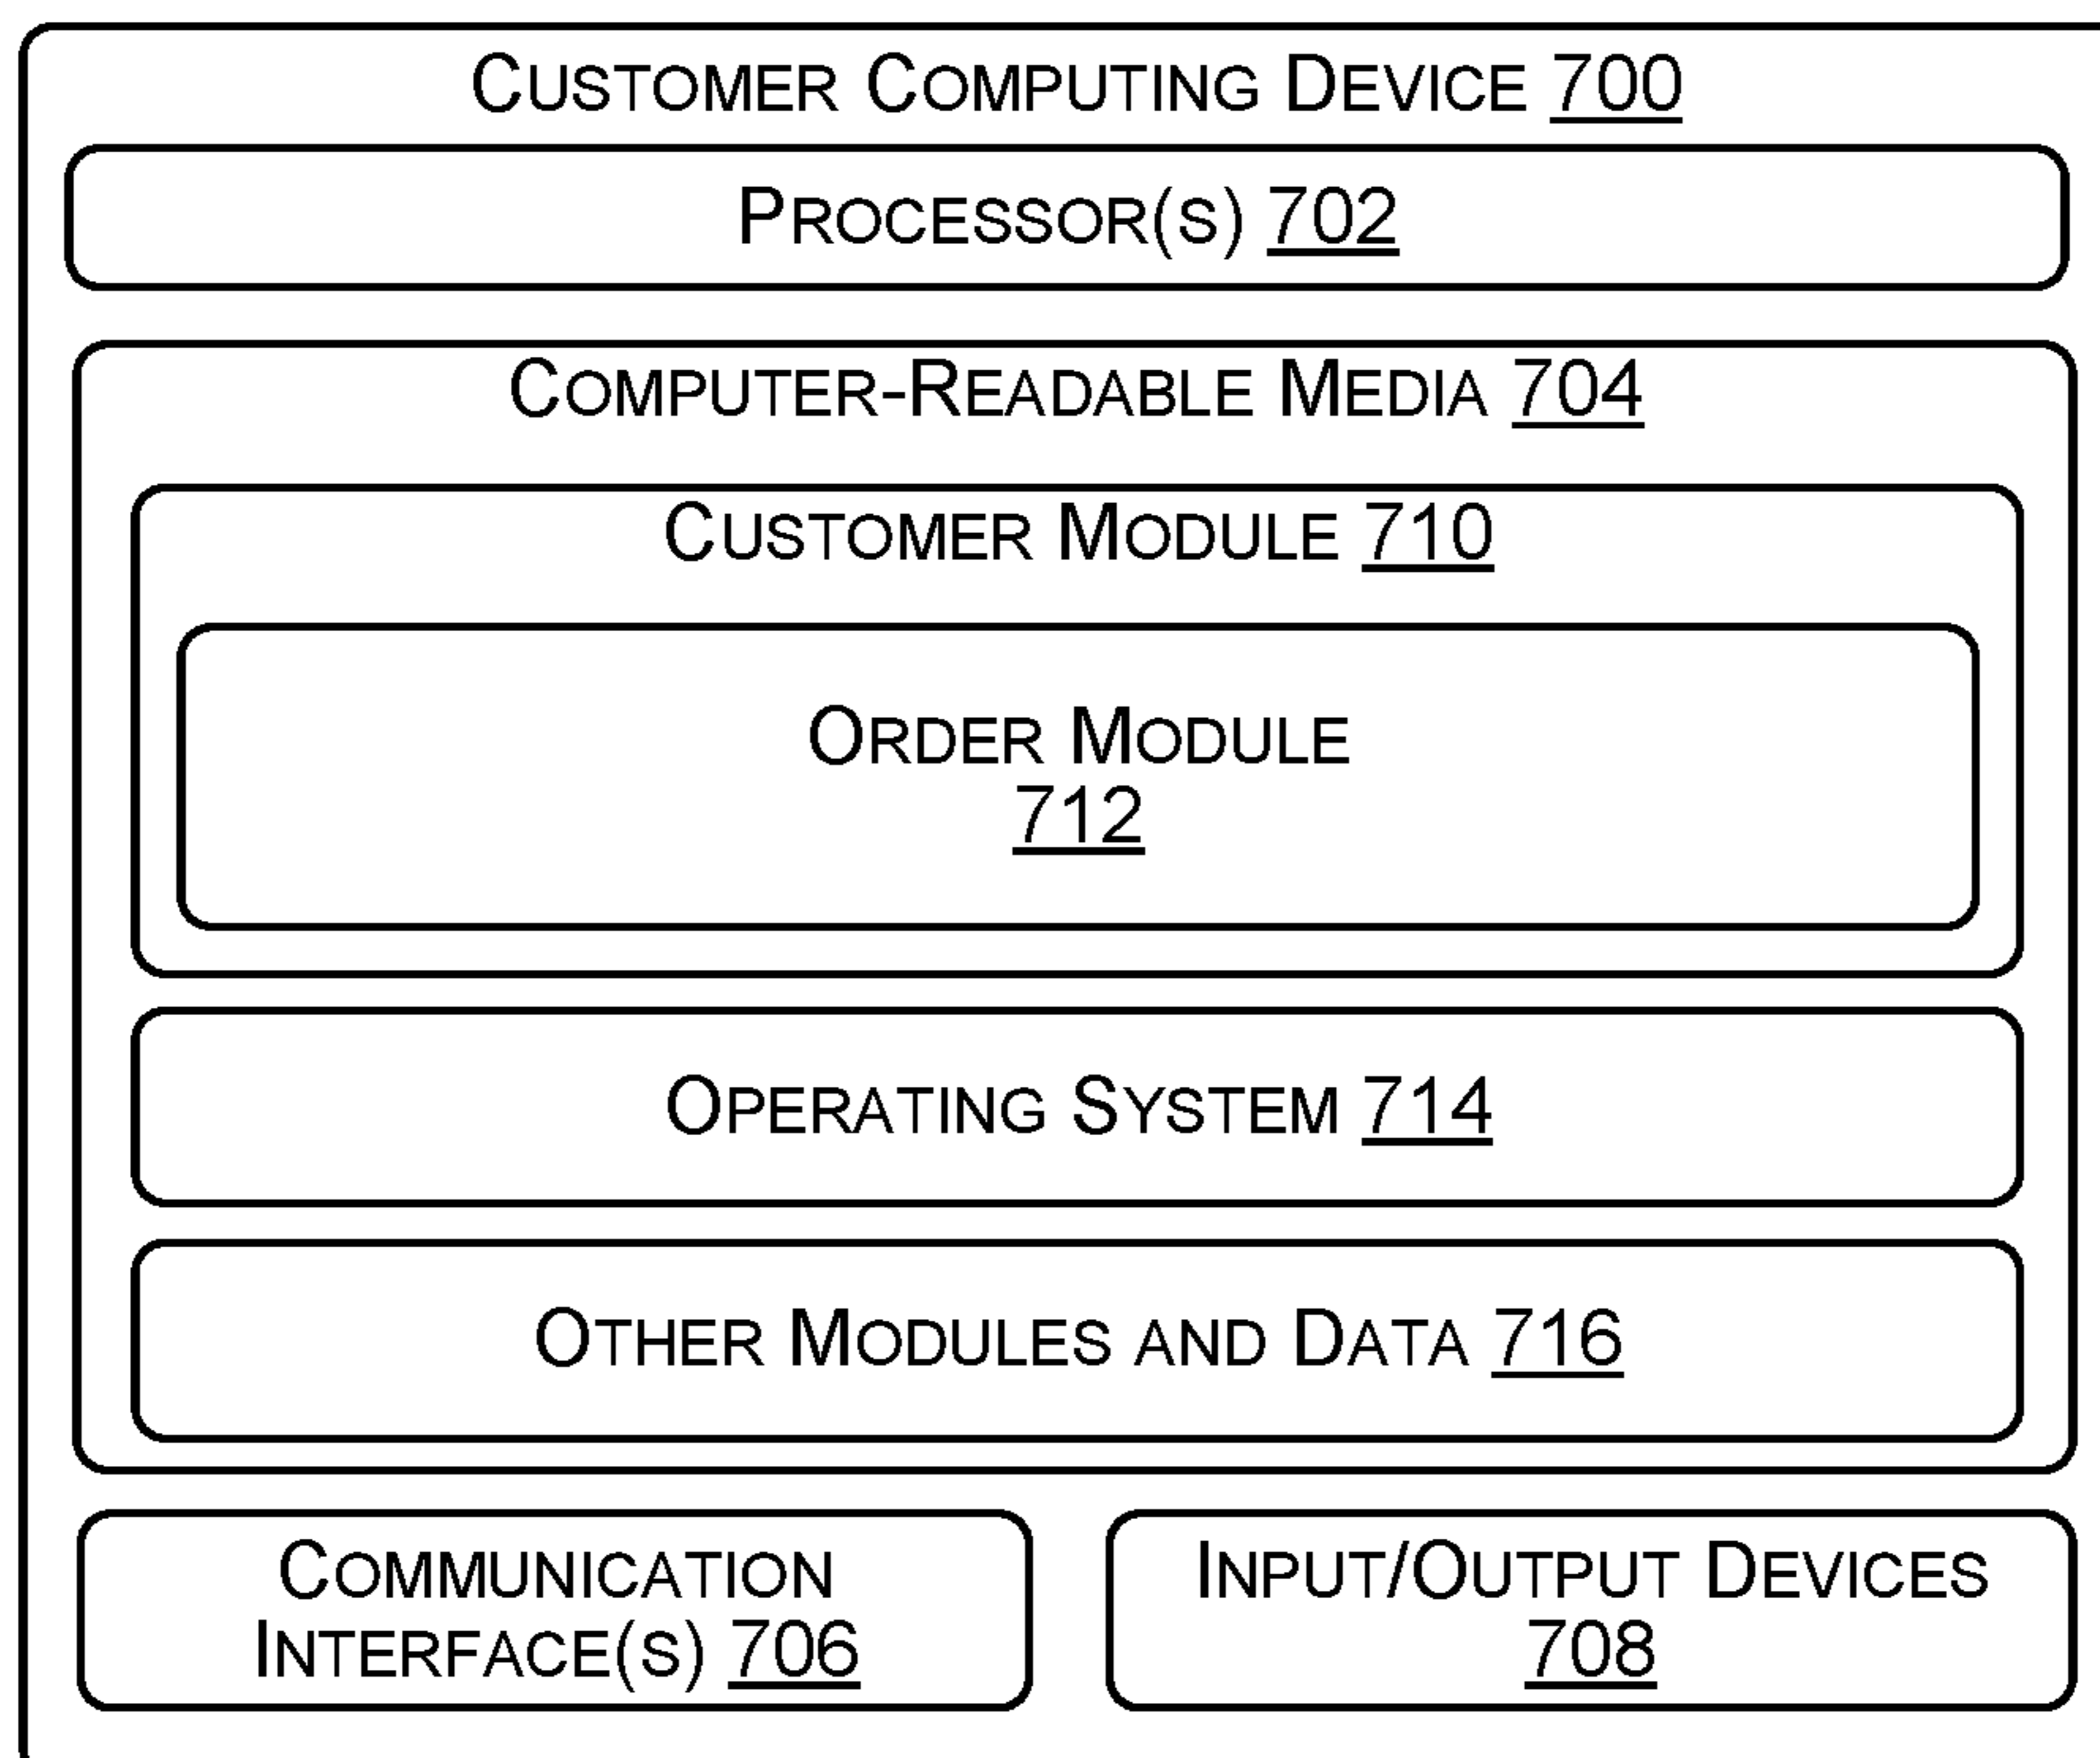 CUSTOMER COMPUTING DEVICE 700
PROCESSOR(S) 702
COMPUTER-READABLE MEDIA 704
CUSTOMER MODULE 710
ORDER MODULE
712
OPERATING SYSTEM 714
OTHER MODULES AND DATA 716
COMMUNICATION
INTERFACE(S) 706
INPUT/OUTPUT DEVICES
708